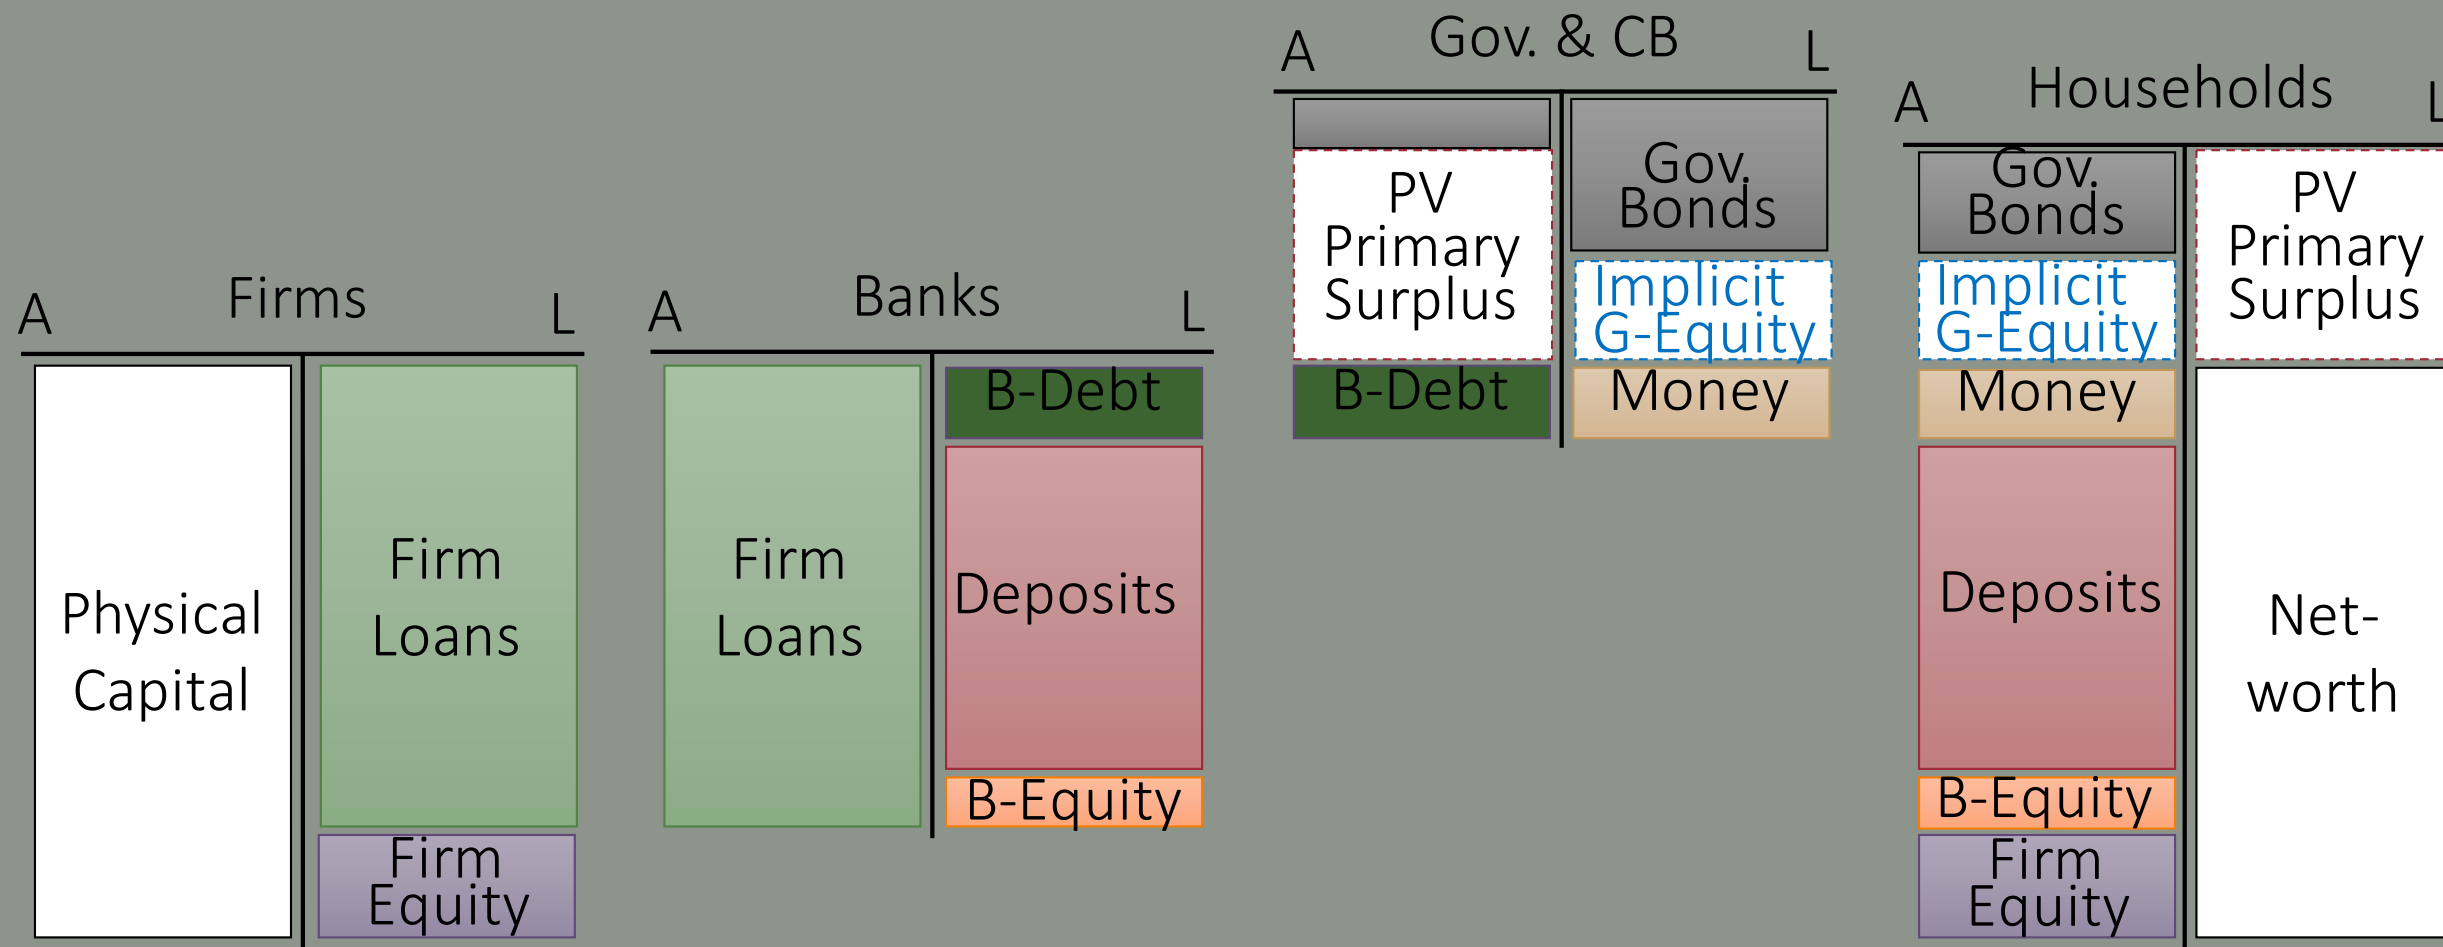 A Firms L
Physical
Capital
Firm
Loans
Firm
Equity
A Banks L
Firm
Loans
B-Debt
Deposits
B-Equity
A Gov. & CB L
PV
Primary
Surplus
B-Debt
Gov.
Bonds
Implicit
G-Equity
Money
A Households L
Gov.
Bonds
Implicit
G-Equity
Money
Deposits
B-Equity
Firm
Equity
PV
Primary
Surplus
Net-
worth